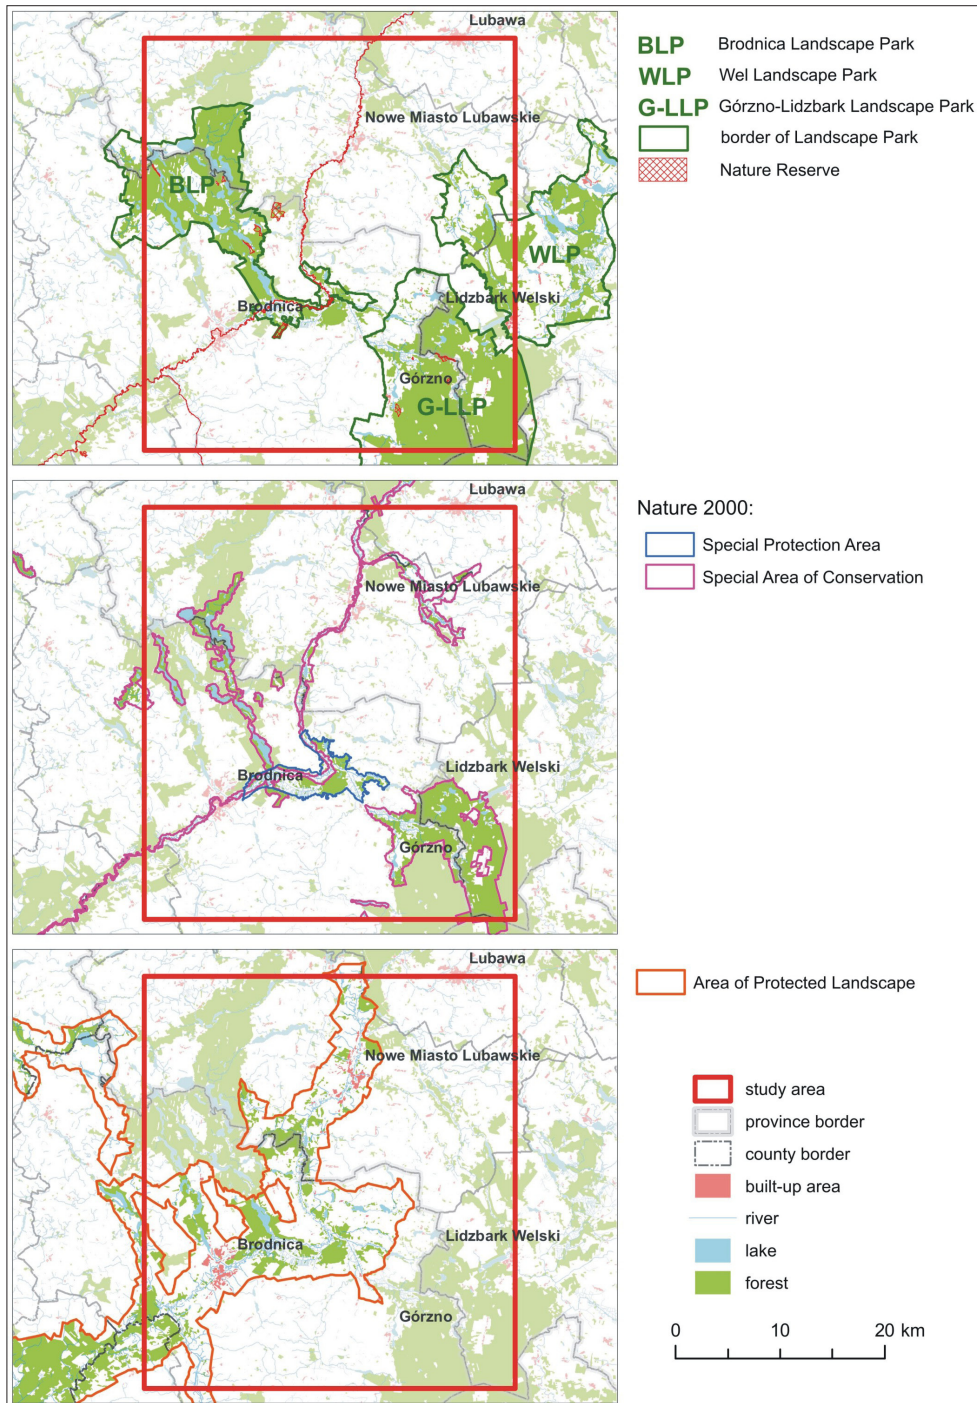 Lubawa
Nowe Miasto Lubawskie
BLP
WLP
Brodnica
Lidzbark Welski
Górzno
G-LLP
BLP Brodnica Landscape Park
WLP Wel Landscape Park
G-LLP Górzno-Lidzbark Landscape Park
border of Landscape Park
Nature Reserve
Lubawa
Nowe Miasto Lubawskie
Brodnica
Lidzbark Welski
Górzno
Nature 2000:
Special Protection Area
Special Area of Conservation
Lubawa
Nowe Miasto Lubawskie
Brodnica
Lidzbark Welski
Górzno
Area of Protected Landscape
study area
province border
county border
built-up area
river
lake
forest
0 10 20 km